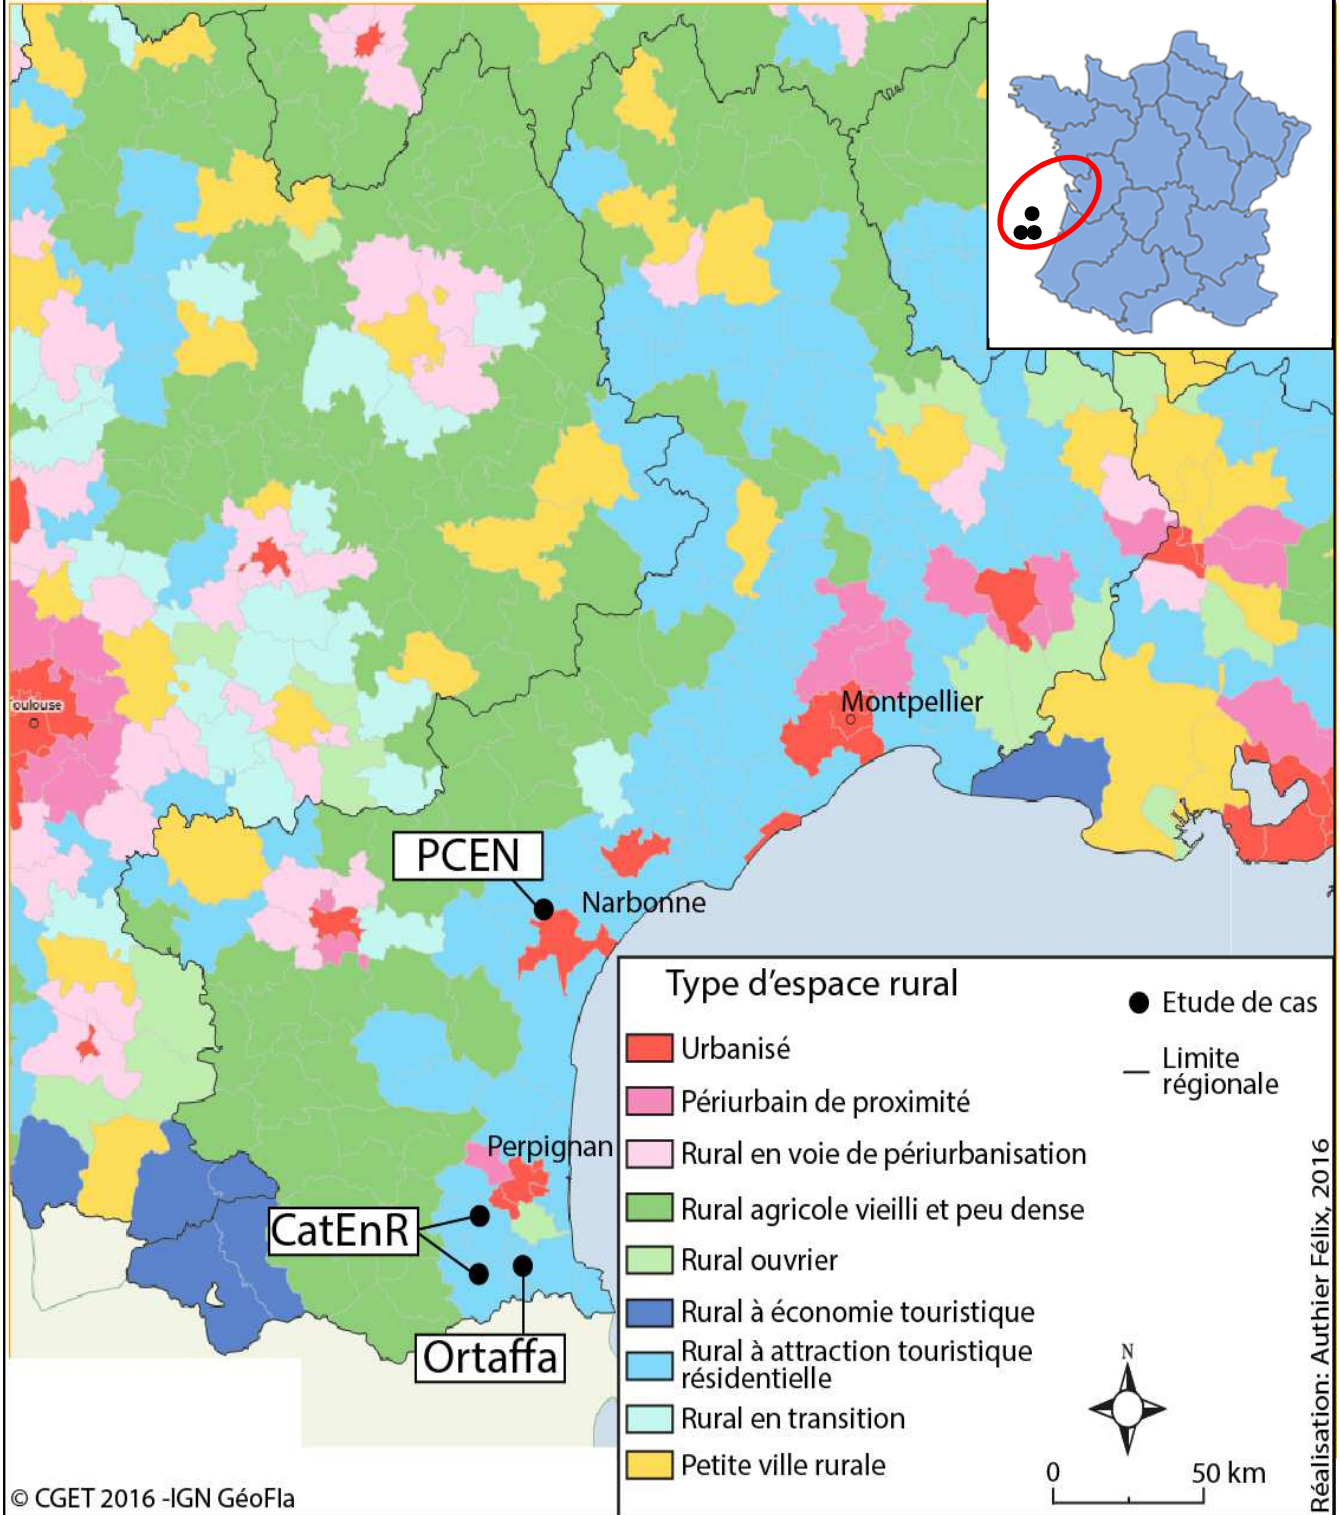 oulouse
Montpellier
PCEN
Narbonne
Perpignan
CatEnR
Ortaffa
Type d'espace rural
Urbanisé
Périurbain de proximité
Rural en voie de périurbanisation
Rural agricole vieilli et peu dense
Rural ouvrier
Rural à économie touristique
Rural à attraction touristique
résidentielle
Rural en transition
Petite ville rurale
Etude de cas
Limite
régionale
N
0 50 km
Réalisation: Authier Félix, 2016
© CGET 2016 -IGN GéoFla